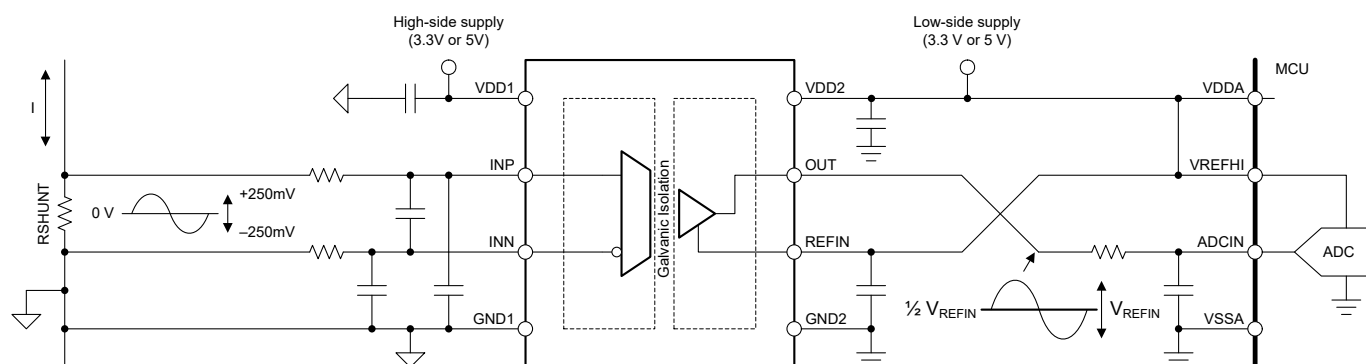 High-side supply
(3.3V or 5V)
Low-side supply
(3.3 V or 5 V)
MCU
I
VDD1
VDD2
VDDA
INP
OUT
VREFHI
RSHUNT
0 V
+250mV
–250mV
Galvanic Isolation
INN
REFIN
ADCIN
ADC
½ VREFIN
VREFIN
GND1
GND2
VSSA